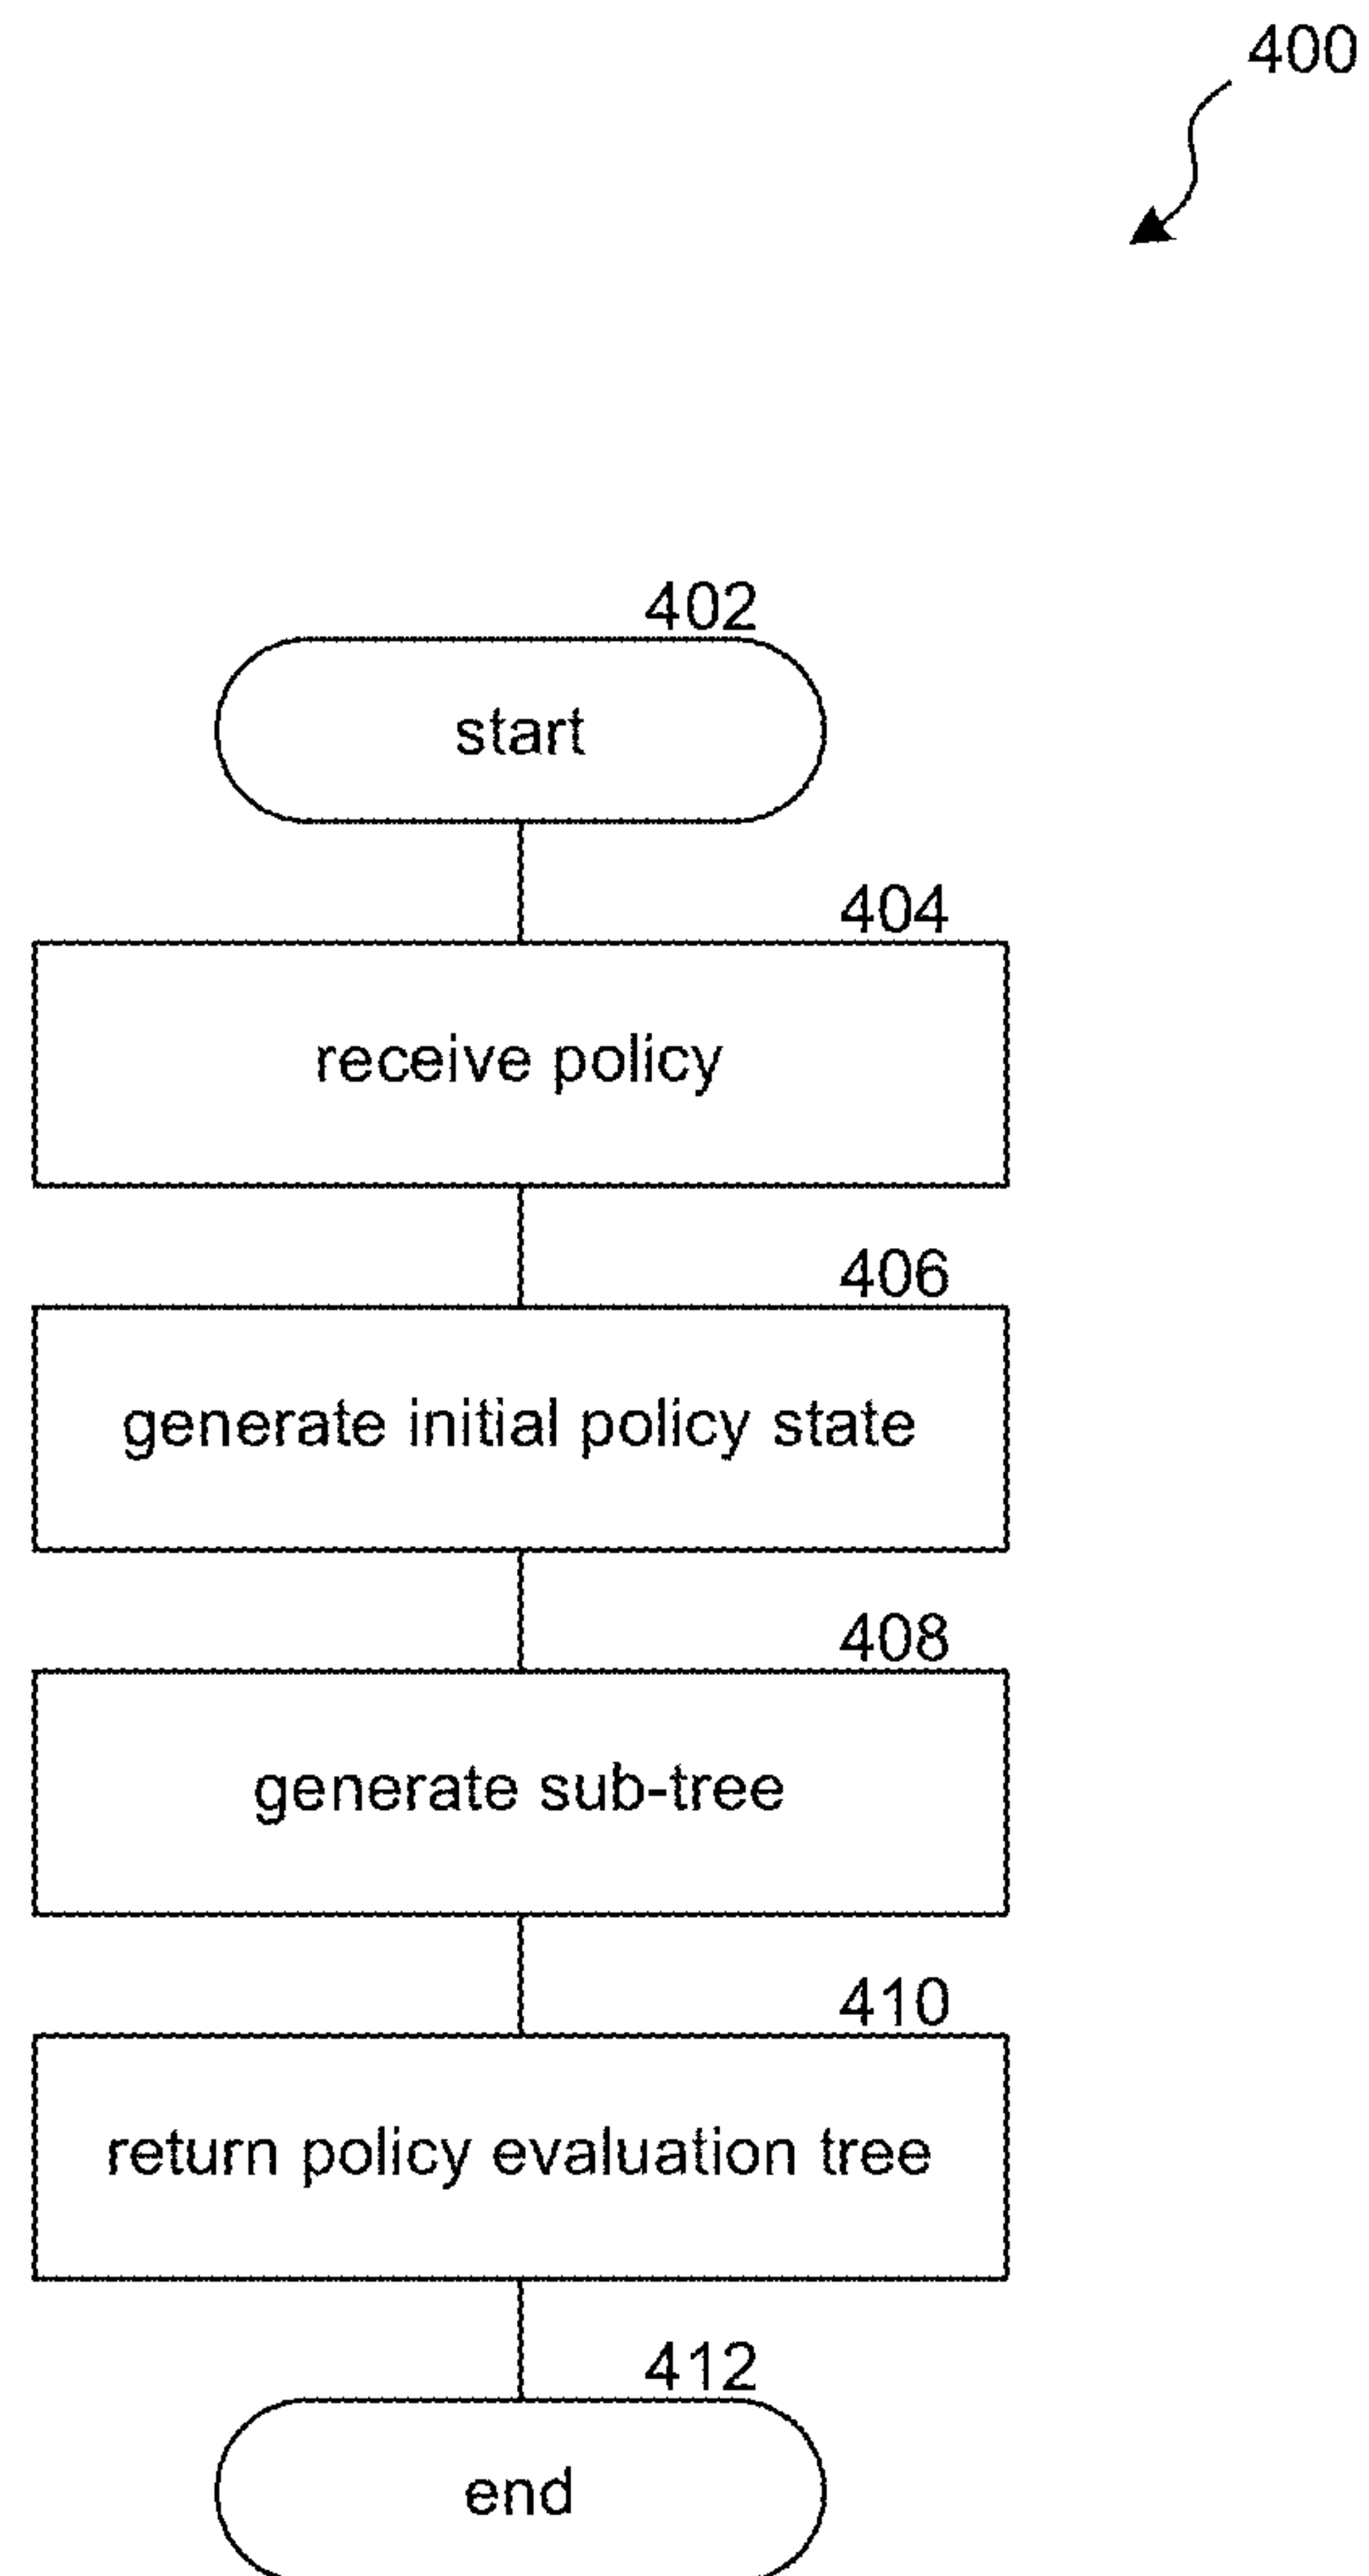 400
402
start
404
receive policy
406
generate initial policy state
408
generate sub-tree
410
return policy evaluation tree
412
end